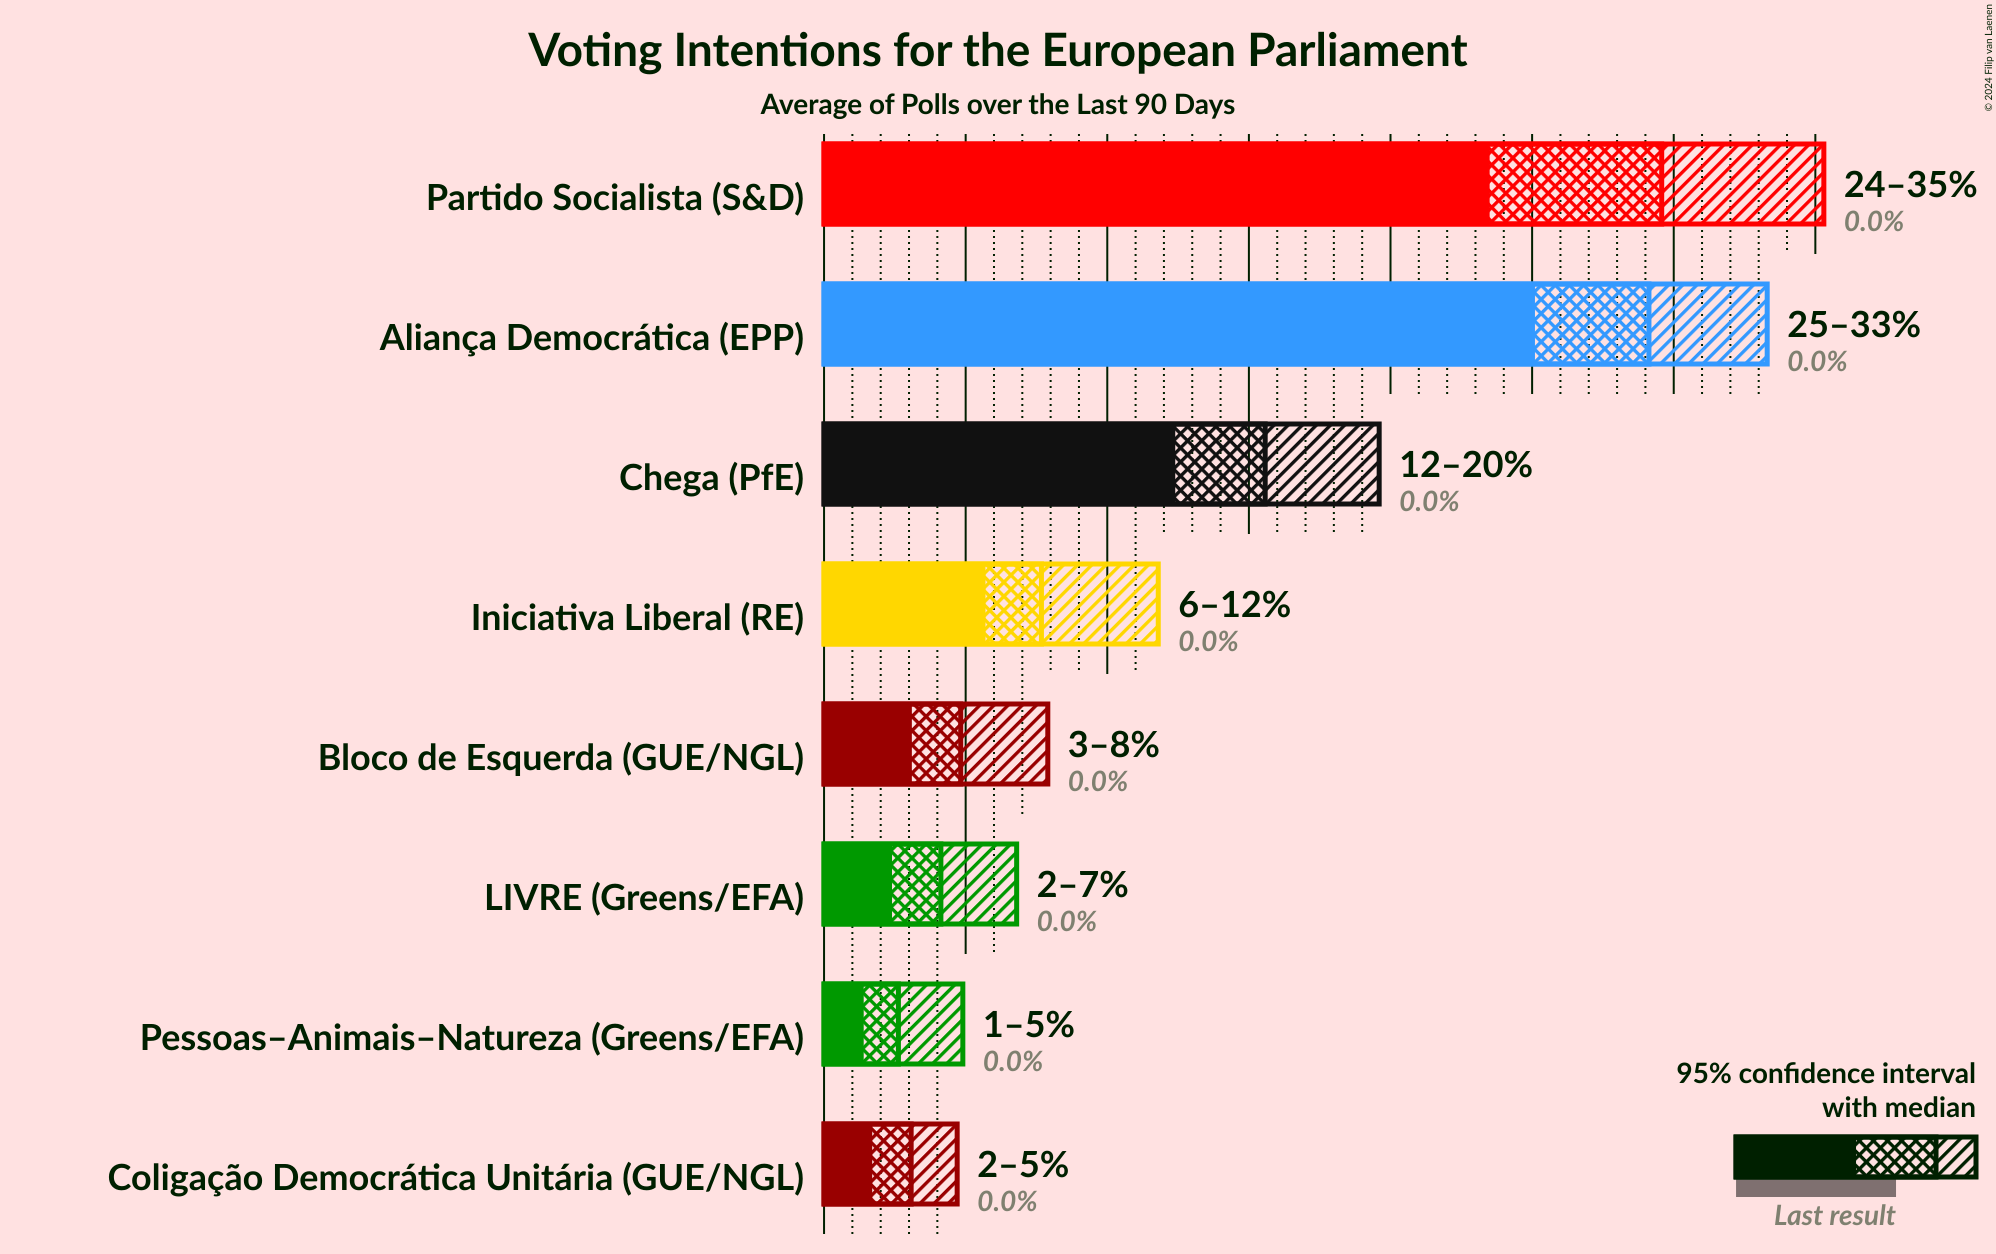 Voting Intentions for the European Parliament
Average of Polls over the Last 90 Days
© 2024 Filip van Laenen
Partido Socialista (S&D)
24–35%
0.0%
Aliança Democrática (EPP)
25–33%
0.0%
Chega (PfE)
12–20%
0.0%
Iniciativa Liberal (RE)
6–12%
0.0%
Bloco de Esquerda (GUE/NGL)
3–8%
0.0%
LIVRE (Greens/EFA)
2–7%
0.0%
Pessoas–Animais–Natureza (Greens/EFA)
1–5%
0.0%
Coligação Democrática Unitária (GUE/NGL)
2–5%
0.0%
95% confidence interval
with median
Last result